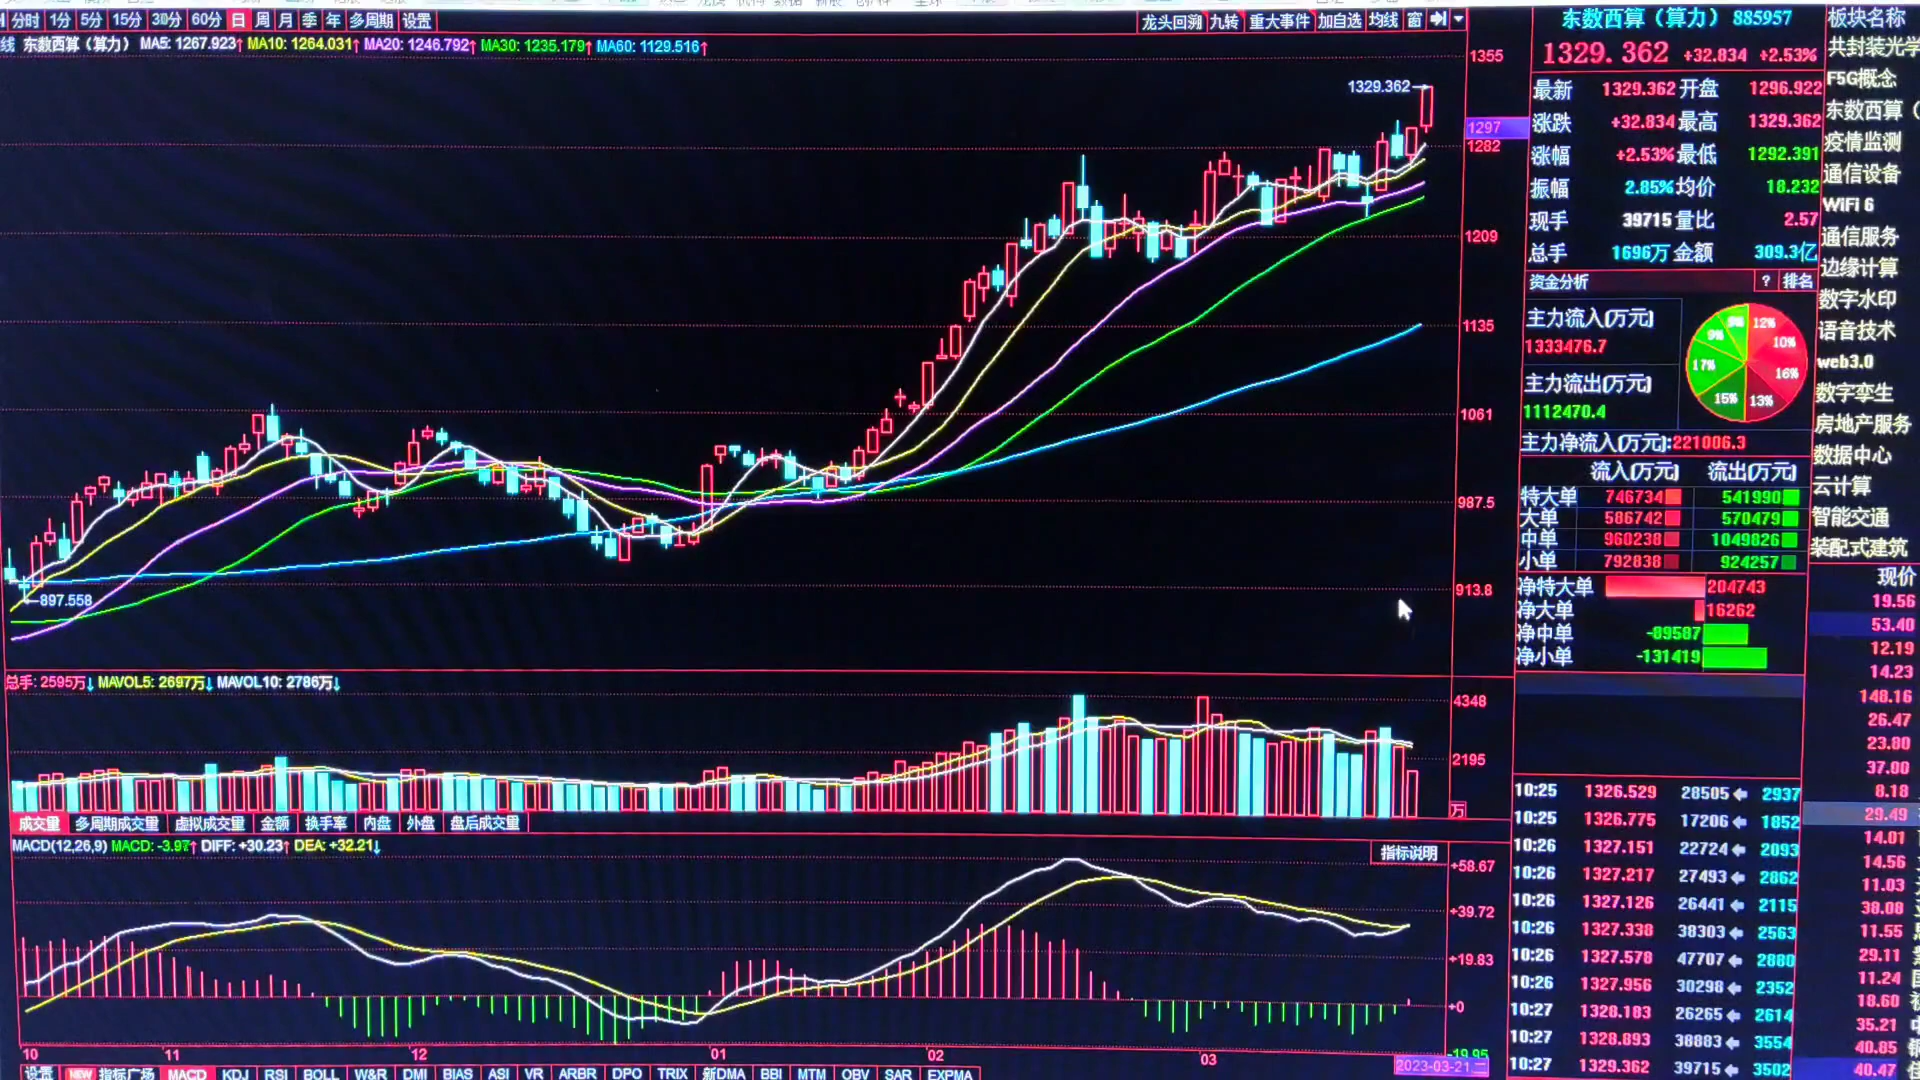 分时 1分 5分 15分 30分 60分 日 周 月 季 年 多周期 设置
龙头回溯 九转 重大事件 加自选 均线 窗
线 东数西算（算力） MA5: 1267.923↑ MA10: 1264.031↑ MA20: 1246.792↑ MA30: 1235.179↑ MA60: 1129.516↑
1355
1329.362
1297
1282
1209
1135
1061
987.5
913.8
897.558
总手: 2595万↓ MAVOL5: 2697万↓ MAVOL10: 2786万↓
4348
2195
万
成交量 多周期成交量 虚拟成交量 金额 换手率 内盘 外盘 盘后成交量
MACD(12,26,9) MACD: -3.97↑ DIFF: +30.23↑ DEA: +32.21↓
指标说明
+58.67
+39.72
+19.83
+0
-19.95
10 11 12 01 02 03 2023-03-21 二
设置 NEW 指标广场 MACD KDJ RSI BOLL W&R DMI BIAS ASI VR ARBR DPO TRIX 新DMA BBI MTM OBV SAR EXPMA
东数西算（算力） 885957
1329.362 +32.834 +2.53%
最新 1329.362 开盘 1296.922
涨跌 +32.834 最高 1329.362
涨幅 +2.53% 最低 1292.391
振幅 2.85% 均价 18.232
现手 39715 量比 2.57
总手 1696万 金额 309.3亿
资金分析 ? 排名
主力流入(万元)
1333476.7
主力流出(万元)
1112470.4
12%
10%
16%
13%
15%
17%
9%
主力净流入(万元):221006.3
流入(万元) 流出(万元)
特大单 746734 541990
大单 586742 570479
中单 960238 1049826
小单 792838 924257
净特大单 204743
净大单 16262
净中单 -89587
净小单 -131419
10:25 1326.529 28505 2937
10:25 1326.775 17206 1852
10:26 1327.151 22724 2093
10:26 1327.217 27493 2862
10:26 1327.126 26441 2115
10:26 1327.338 38303 2563
10:26 1327.578 47707 2880
10:26 1327.956 30298 2352
10:27 1328.183 26265 2614
10:27 1328.893 38883 3554
10:27 1329.362 39715 3502
板块名称
共封装光学
F5G概念
东数西算（
疫情监测
通信设备
WiFi 6
通信服务
边缘计算
数字水印
语音技术
web3.0
数字孪生
房地产服务
数据中心
云计算
智能交通
装配式建筑
现价
19.56
53.40
12.19
14.23
148.16
26.47
23.80
37.00
8.18
29.49
14.01
14.56
11.03
38.08
11.55
29.11
11.24
18.60
35.21
40.85
40.47